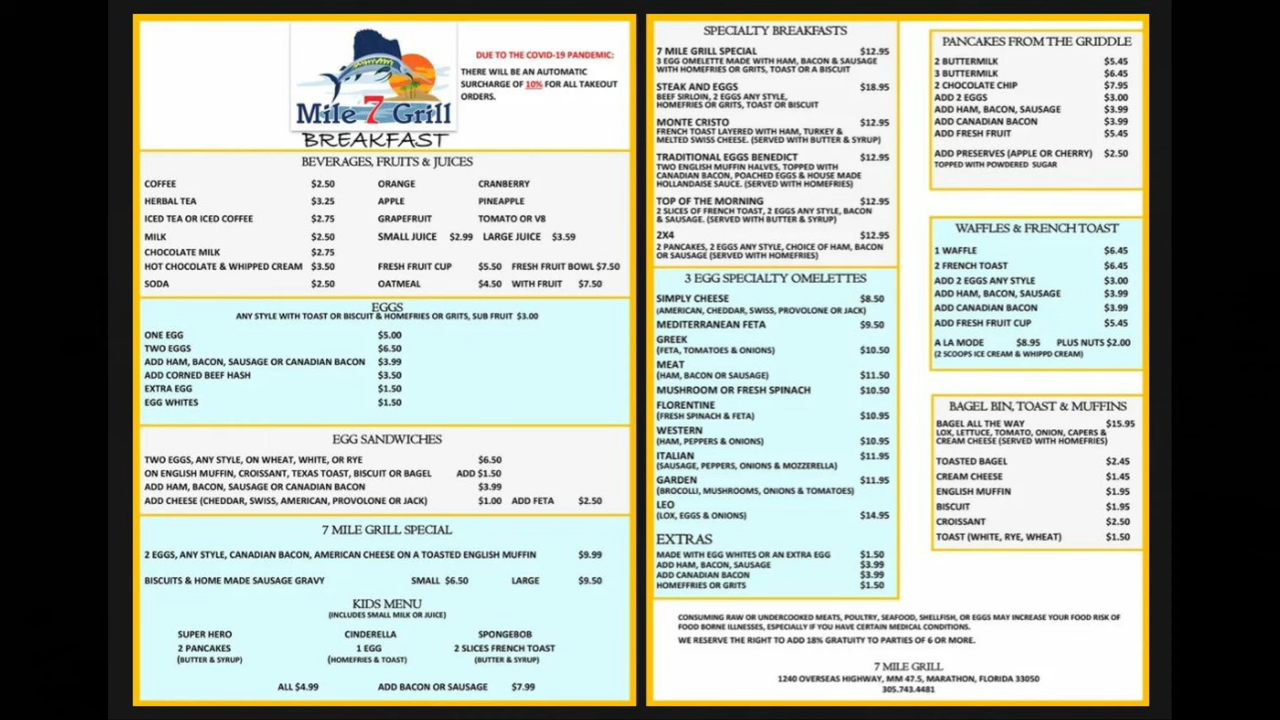 Mile 7 Grill
BREAKFAST
DUE TO THE COVID-19 PANDEMIC:
THERE WILL BE AN AUTOMATIC
SURCHARGE OF 10% FOR ALL TAKEOUT
ORDERS.
BEVERAGES, FRUITS & JUICES
COFFEE $2.50 ORANGE CRANBERRY
HERBAL TEA $3.25 APPLE PINEAPPLE
ICED TEA OR ICED COFFEE $2.75 GRAPEFRUIT TOMATO OR V8
MILK $2.50 SMALL JUICE $2.99 LARGE JUICE $3.59
CHOCOLATE MILK $2.75
HOT CHOCOLATE & WHIPPED CREAM $3.50 FRESH FRUIT CUP $5.50 FRESH FRUIT BOWL $7.50
SODA $2.50 OATMEAL $4.50 WITH FRUIT $7.50
EGGS
ANY STYLE WITH TOAST OR BISCUIT & HOMEFRIES OR GRITS, SUB FRUIT $3.00
ONE EGG $5.00
TWO EGGS $6.50
ADD HAM, BACON, SAUSAGE OR CANADIAN BACON $3.99
ADD CORNED BEEF HASH $3.50
EXTRA EGG $1.50
EGG WHITES $1.50
EGG SANDWICHES
TWO EGGS, ANY STYLE, ON WHEAT, WHITE, OR RYE $6.50
ON ENGLISH MUFFIN, CROISSANT, TEXAS TOAST, BISCUIT OR BAGEL ADD $1.50
ADD HAM, BACON, SAUSAGE OR CANADIAN BACON $3.99
ADD CHEESE (CHEDDAR, SWISS, AMERICAN, PROVOLONE OR JACK) $1.00 ADD FETA $2.50
7 MILE GRILL SPECIAL
2 EGGS, ANY STYLE, CANADIAN BACON, AMERICAN CHEESE ON A TOASTED ENGLISH MUFFIN $9.99
BISCUITS & HOME MADE SAUSAGE GRAVY SMALL $6.50 LARGE $9.50
KIDS MENU
(INCLUDES SMALL MILK OR JUICE)
SUPER HERO CINDERELLA SPONGEBOB
2 PANCAKES 1 EGG 2 SLICES FRENCH TOAST
(BUTTER & SYRUP) (HOMEFRIES & TOAST) (BUTTER & SYRUP)
ALL $4.99 ADD BACON OR SAUSAGE $7.99
SPECIALTY BREAKFASTS
7 MILE GRILL SPECIAL $12.95
3 EGG OMELETTE MADE WITH HAM, BACON & SAUSAGE
WITH HOMEFRIES OR GRITS, TOAST OR A BISCUIT
STEAK AND EGGS $18.95
BEEF SIRLOIN, 2 EGGS ANY STYLE,
HOMEFRIES OR GRITS, TOAST OR BISCUIT
MONTE CRISTO $12.95
FRENCH TOAST LAYERED WITH HAM, TURKEY &
MELTED SWISS CHEESE. (SERVED WITH BUTTER & SYRUP)
TRADITIONAL EGGS BENEDICT $12.95
TWO ENGLISH MUFFIN HALVES, TOPPED WITH
CANADIAN BACON, POACHED EGGS & HOUSE MADE
HOLLANDAISE SAUCE. (SERVED WITH HOMEFRIES)
TOP OF THE MORNING $12.95
2 SLICES OF FRENCH TOAST, 2 EGGS ANY STYLE, BACON
& SAUSAGE. (SERVED WITH BUTTER & SYRUP)
2X4 $12.95
2 PANCAKES, 2 EGGS ANY STYLE, CHOICE OF HAM, BACON
OR SAUSAGE (SERVED WITH HOMEFRIES)
3 EGG SPECIALTY OMELETTES
SIMPLY CHEESE $8.50
(AMERICAN, CHEDDAR, SWISS, PROVOLONE OR JACK)
MEDITERRANEAN FETA $9.50
GREEK
(FETA, TOMATOES & ONIONS) $10.50
MEAT
(HAM, BACON OR SAUSAGE) $11.50
MUSHROOM OR FRESH SPINACH $10.50
FLORENTINE
(FRESH SPINACH & FETA) $10.95
WESTERN
(HAM, PEPPERS & ONIONS) $10.95
ITALIAN $11.95
(SAUSAGE, PEPPERS, ONIONS & MOZZERELLA)
GARDEN $11.95
(BROCOLLI, MUSHROOMS, ONIONS & TOMATOES)
LEO
(LOX, EGGS & ONIONS) $14.95
EXTRAS
MADE WITH EGG WHITES OR AN EXTRA EGG $1.50
ADD HAM, BACON, SAUSAGE $3.99
ADD CANADIAN BACON $3.99
HOMEFFRIES OR GRITS $1.50
PANCAKES FROM THE GRIDDLE
2 BUTTERMILK $5.45
3 BUTTERMILK $6.45
2 CHOCOLATE CHIP $7.95
ADD 2 EGGS $3.00
ADD HAM, BACON, SAUSAGE $3.99
ADD CANADIAN BACON $3.99
ADD FRESH FRUIT $5.45
ADD PRESERVES (APPLE OR CHERRY) $2.50
TOPPED WITH POWDERED SUGAR
WAFFLES & FRENCH TOAST
1 WAFFLE $6.45
2 FRENCH TOAST $6.45
ADD 2 EGGS ANY STYLE $3.00
ADD HAM, BACON, SAUSAGE $3.99
ADD CANADIAN BACON $3.99
ADD FRESH FRUIT CUP $5.45
A LA MODE $8.95 PLUS NUTS $2.00
(2 SCOOPS ICE CREAM & WHIPPD CREAM)
BAGEL BIN, TOAST & MUFFINS
BAGEL ALL THE WAY $15.95
LOX, LETTUCE, TOMATO, ONION, CAPERS &
CREAM CHEESE (SERVED WITH HOMEFRIES)
TOASTED BAGEL $2.45
CREAM CHEESE $1.45
ENGLISH MUFFIN $1.95
BISCUIT $1.95
CROISSANT $2.50
TOAST (WHITE, RYE, WHEAT) $1.50
CONSUMING RAW OR UNDERCOOKED MEATS, POULTRY, SEAFOOD, SHELLFISH, OR EGGS MAY INCREASE YOUR FOOD RISK OF
FOOD BORNE ILLNESSES, ESPECIALLY IF YOU HAVE CERTAIN MEDICAL CONDITIONS.
WE RESERVE THE RIGHT TO ADD 18% GRATUITY TO PARTIES OF 6 OR MORE.
7 MILE GRILL
1240 OVERSEAS HIGHWAY, MM 47.5, MARATHON, FLORIDA 33050
305.743.4481